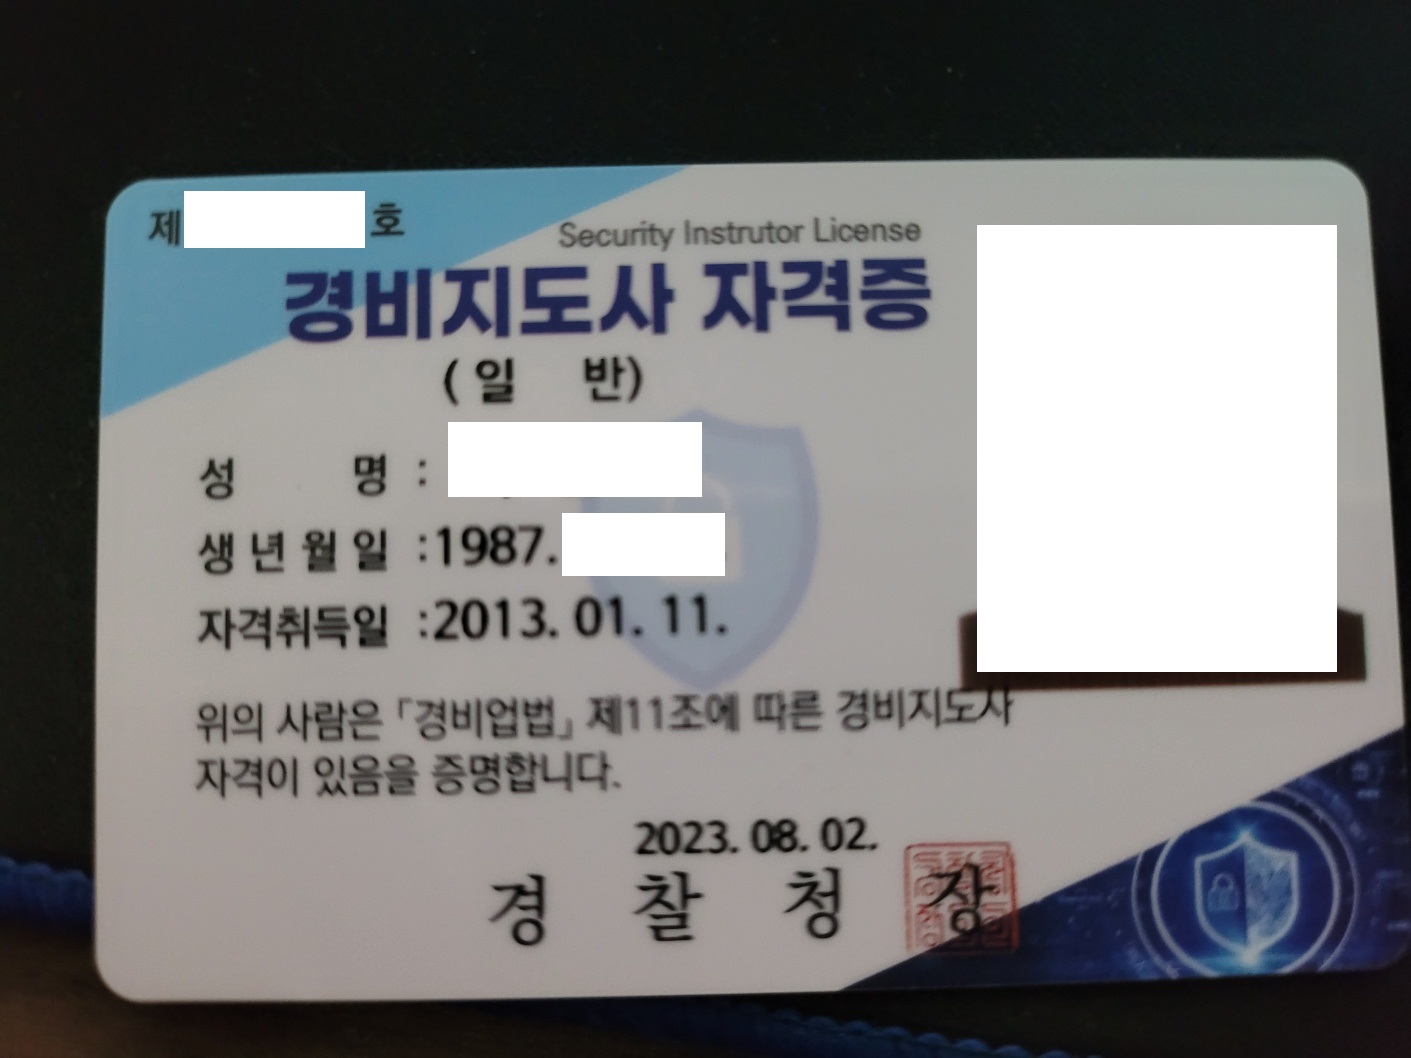 제 호
Security Instrutor License
경비지도사 자격증
( 일 반)
성 명 :
생년월일 :1987.
자격취득일 :2013. 01. 11.
위의 사람은 「경비업법」 제11조에 따른 경비지도사
자격이 있음을 증명합니다.
2023. 08. 02.
경 찰 청 장